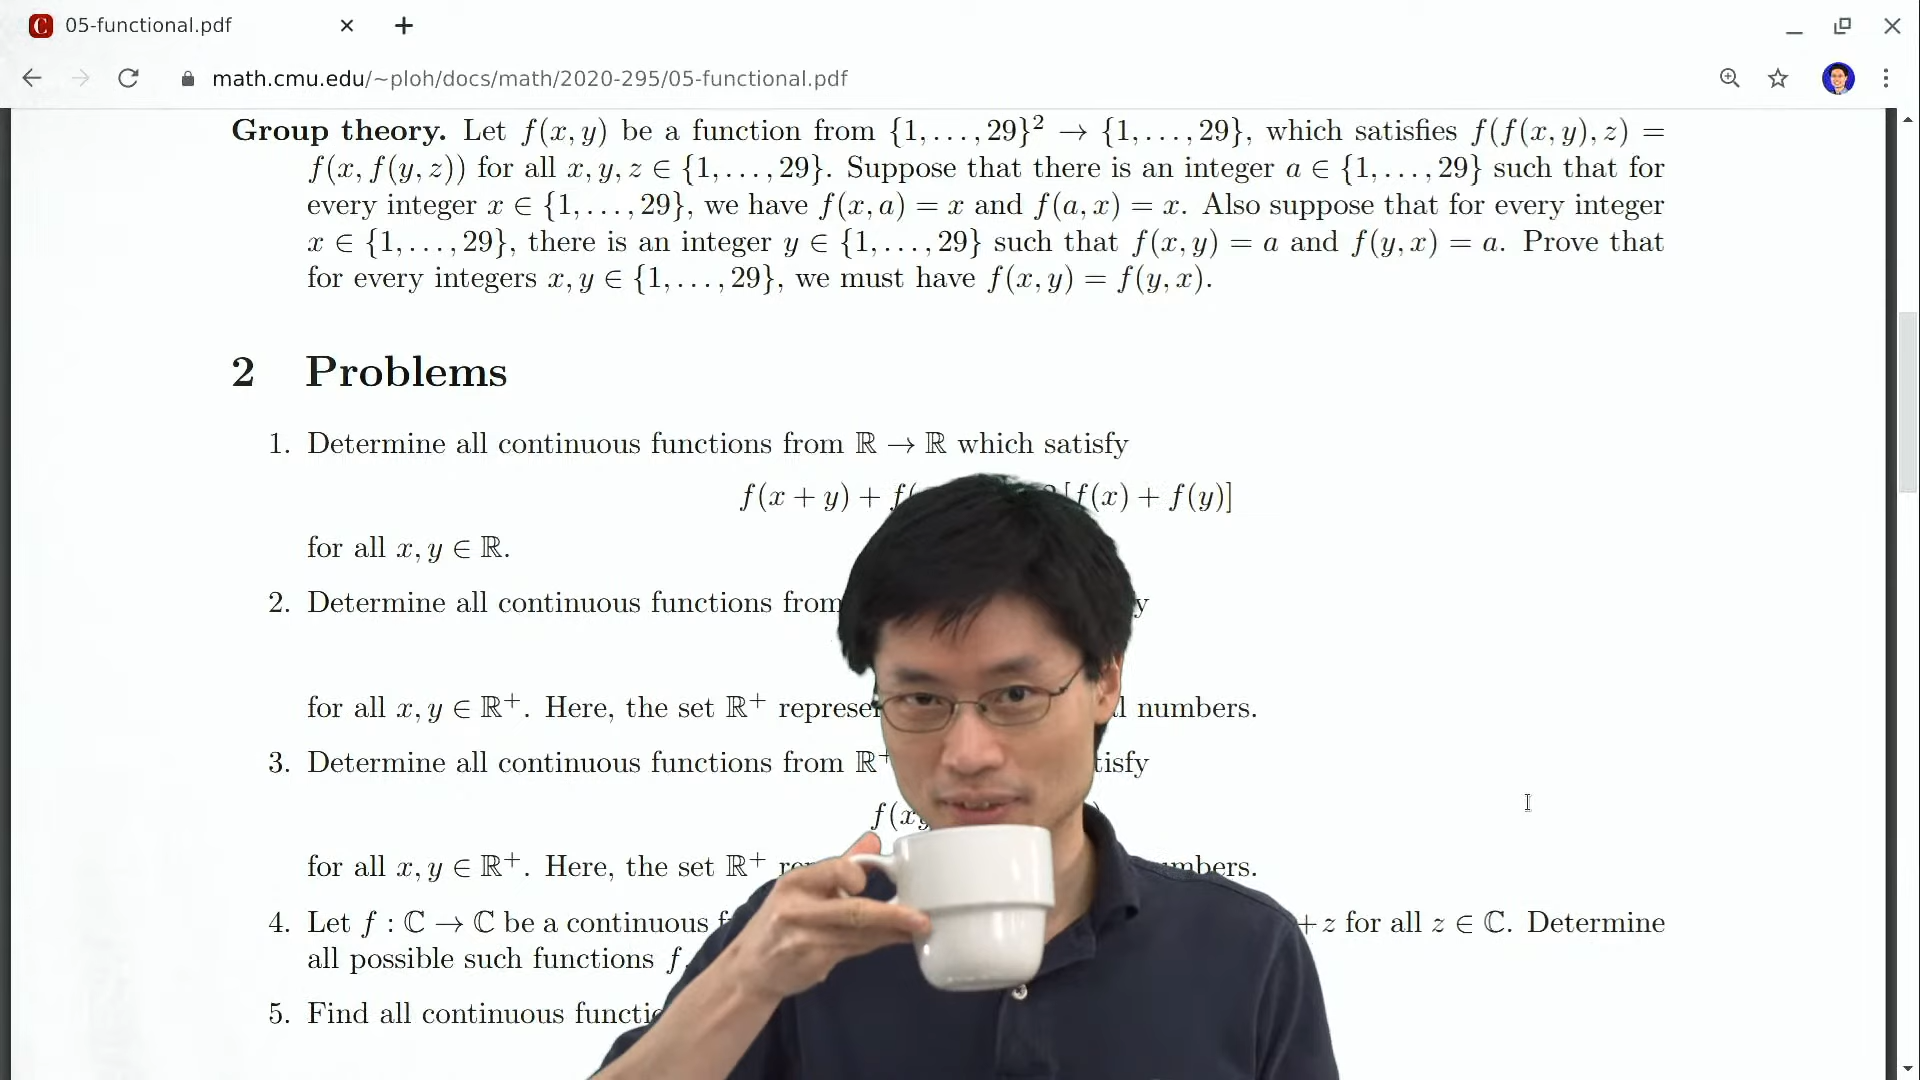 05-functional.pdf
math.cmu.edu/~ploh/docs/math/2020-295/05-functional.pdf
Group theory. Let f(x, y) be a function from {1, . . . , 29}² → {1, . . . , 29}, which satisfies f(f(x, y), z) =
f(x, f(y, z)) for all x, y, z ∈ {1, . . . , 29}. Suppose that there is an integer a ∈ {1, . . . , 29} such that for
every integer x ∈ {1, . . . , 29}, we have f(x, a) = x and f(a, x) = x. Also suppose that for every integer
x ∈ {1, . . . , 29}, there is an integer y ∈ {1, . . . , 29} such that f(x, y) = a and f(y, x) = a. Prove that
for every integers x, y ∈ {1, . . . , 29}, we must have f(x, y) = f(y, x).
2 Problems
1. Determine all continuous functions from ℝ → ℝ which satisfy
f(x + y) + f( [f(x) + f(y)]
for all x, y ∈ ℝ.
2. Determine all continuous functions from
for all x, y ∈ ℝ⁺. Here, the set ℝ⁺ numbers.
3. Determine all continuous functions from ℝ⁺
f(xy
for all x, y ∈ ℝ⁺. Here, the set ℝ⁺
4. Let f : ℂ → ℂ be a continuous + z for all z ∈ ℂ. Determine
all possible such functions f
5. Find all continuous